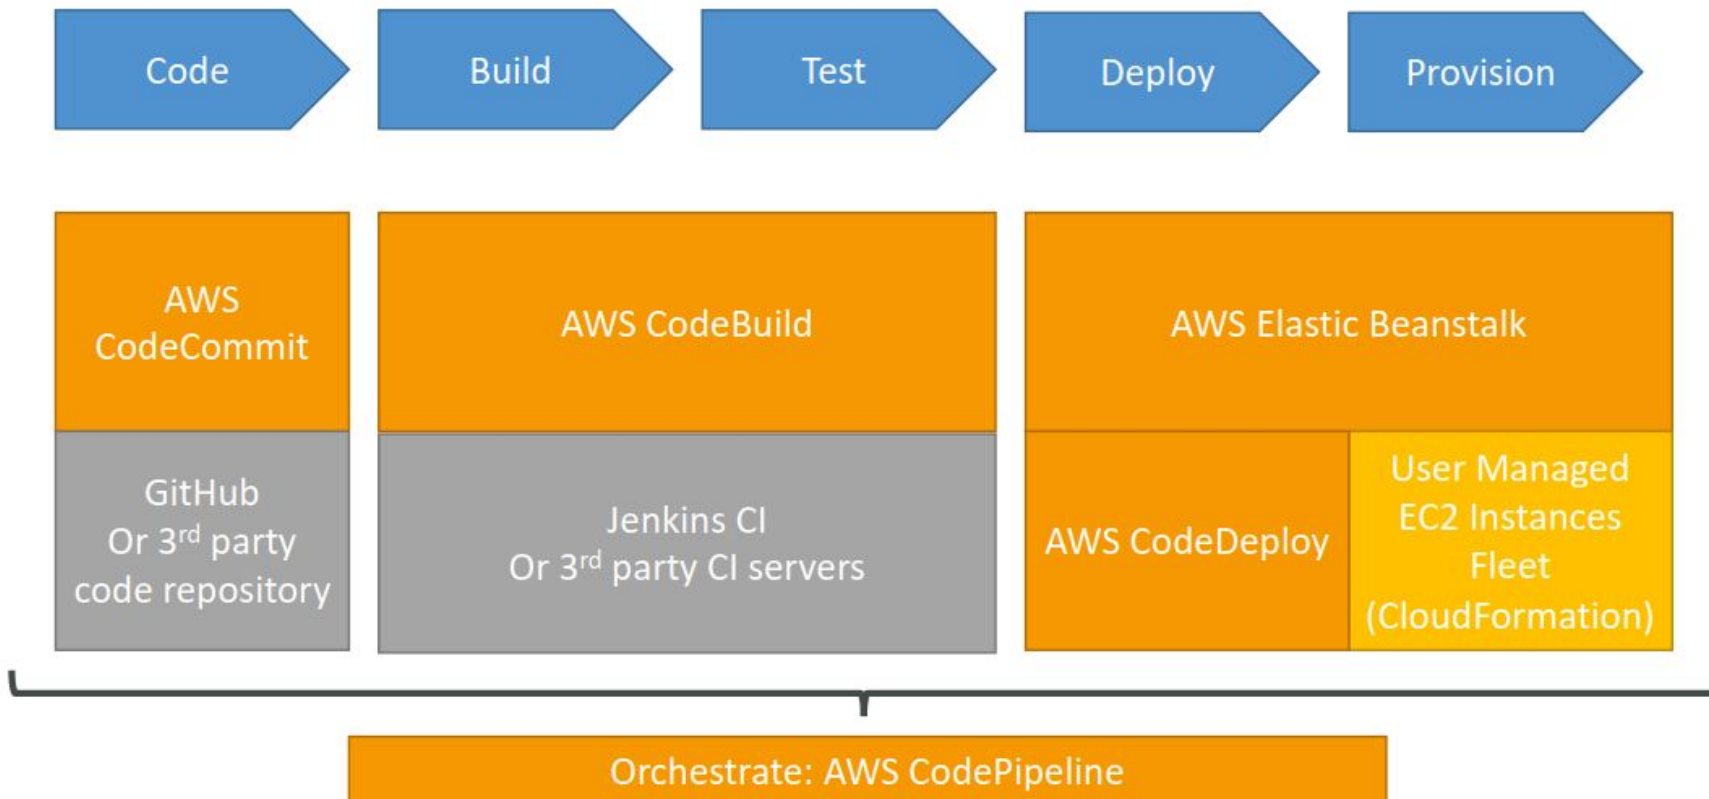 Code
Build
Test
Deploy
Provision
AWS
CodeCommit
AWS CodeBuild
AWS Elastic Beanstalk
GitHub
Or 3rd party
code repository
Jenkins CI
Or 3rd party CI servers
AWS CodeDeploy
User Managed
EC2 Instances
Fleet
(CloudFormation)
Orchestrate: AWS CodePipeline